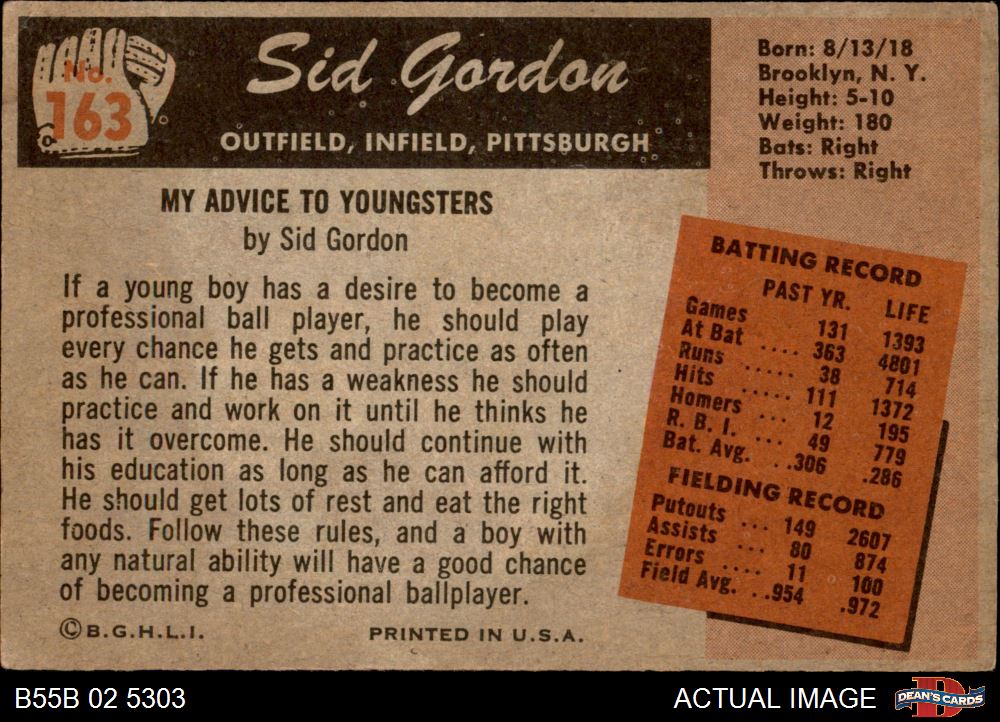 No.
163
Sid Gordon
OUTFIELD, INFIELD, PITTSBURGH
Born: 8/13/18
Brooklyn, N. Y.
Height: 5-10
Weight: 180
Bats: Right
Throws: Right
MY ADVICE TO YOUNGSTERS
by Sid Gordon
If a young boy has a desire to become a
professional ball player, he should play
every chance he gets and practice as often
as he can. If he has a weakness he should
practice and work on it until he thinks he
has it overcome. He should continue with
his education as long as he can afford it.
He should get lots of rest and eat the right
foods. Follow these rules, and a boy with
any natural ability will have a good chance
of becoming a professional ballplayer.
©B.G.H.L.I. PRINTED IN U.S.A.
BATTING RECORD
PAST YR. LIFE
Games 131 1393
At Bat .... 363 4801
Runs ..... 38 714
Hits ..... 111 1372
Homers ... 12 195
R. B. I. ... 49 779
Bat. Avg. ..306 .286
FIELDING RECORD
Putouts ... 149 2607
Assists ... 80 874
Errors .... 11 100
Field Avg. ..954 .972
B55B 02 5303 ACTUAL IMAGE DEAN'S CARDS